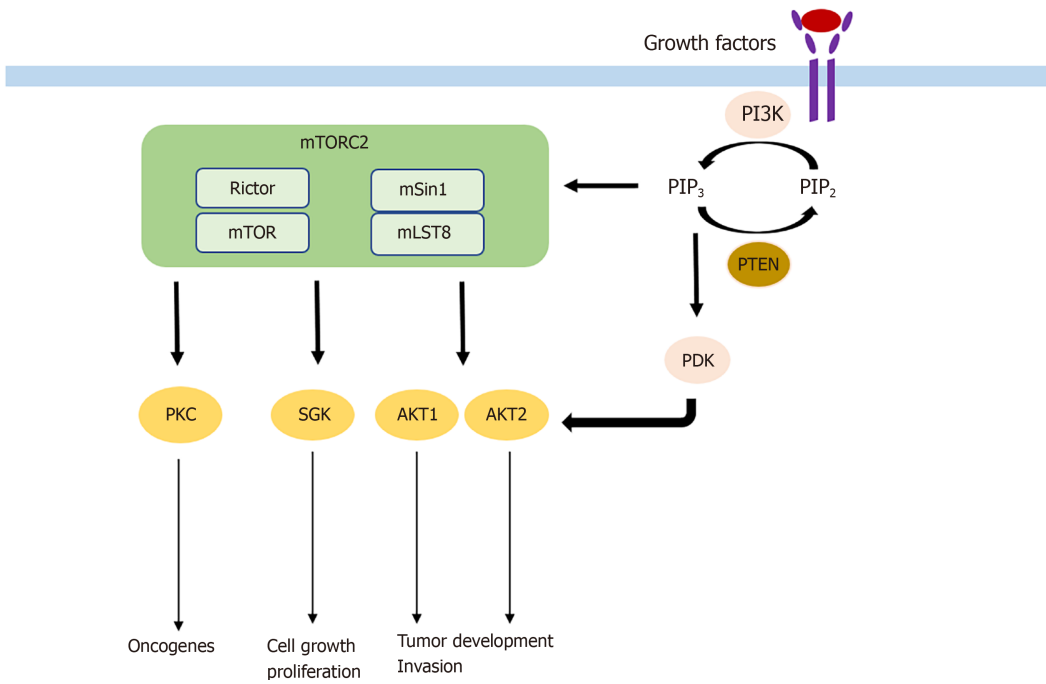 Growth factors
PI3K
mTORC2
Rictor
mSin1
PIP₃
PIP₂
mTOR
mLST8
PTEN
PDK
PKC
SGK
AKT1
AKT2
Oncogenes
Cell growth
proliferation
Tumor development
Invasion